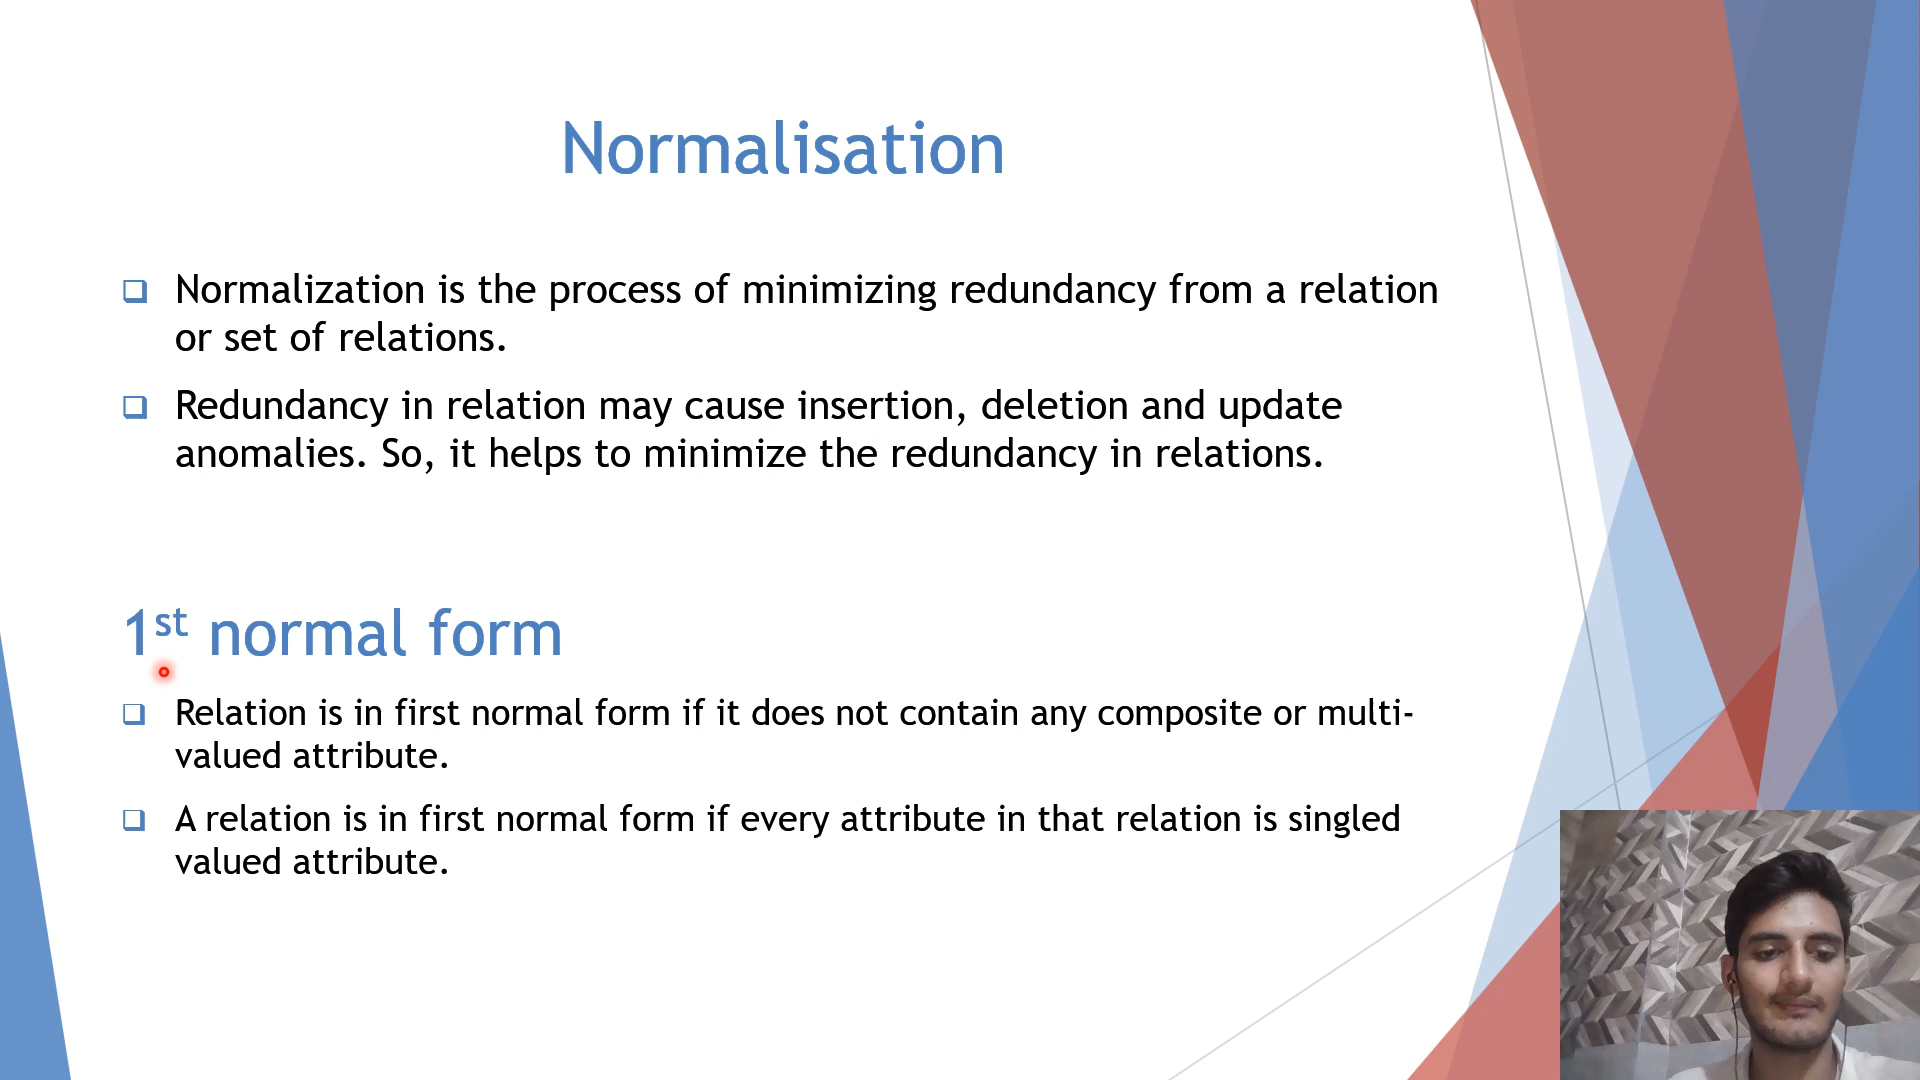 Normalisation
Normalization is the process of minimizing redundancy from a relation
or set of relations.
Redundancy in relation may cause insertion, deletion and update
anomalies. So, it helps to minimize the redundancy in relations.
1st normal form
Relation is in first normal form if it does not contain any composite or multi-
valued attribute.
A relation is in first normal form if every attribute in that relation is singled
valued attribute.